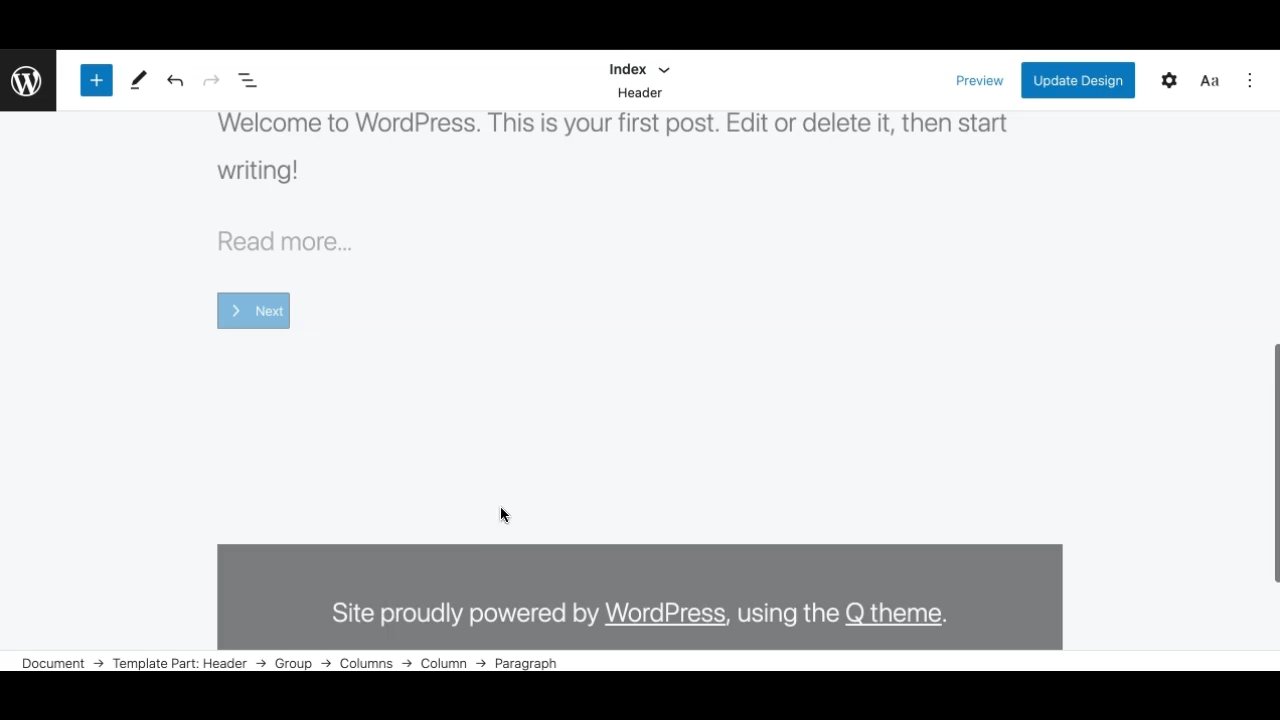 Index
Header
Preview
Update Design
Aa
Welcome to WordPress. This is your first post. Edit or delete it, then start
writing!
Read more...
Next
Site proudly powered by WordPress, using the Q theme.
Document → Template Part: Header → Group → Columns → Column → Paragraph